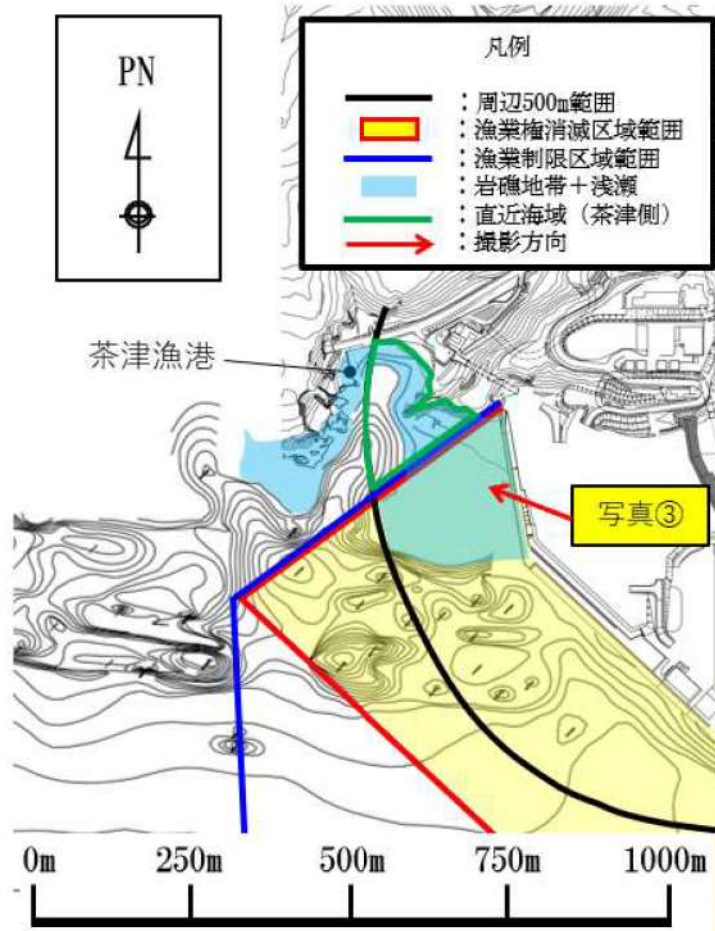 PN
凡例
：周辺500m範囲
：漁業権消滅区域範囲
：漁業制限区域範囲
：岩礁地帯＋浅瀬
：直近海域（茶津側）
：撮影方向
茶津漁港
写真③
0m 250m 500m 750m 1000m